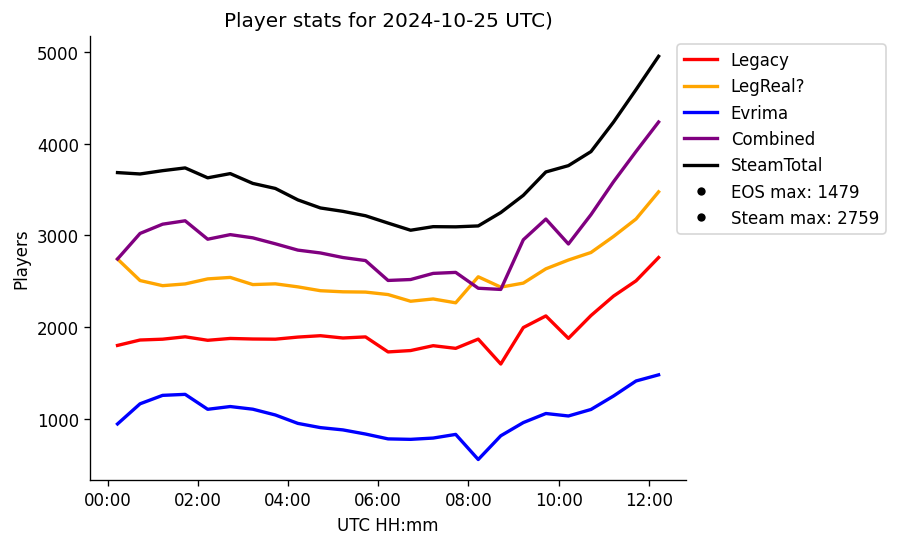 Player stats for 2024-10-25 UTC)
5000
4000
3000
2000
1000
Players
00:00 02:00 04:00 06:00 08:00 10:00 12:00
UTC HH:mm
Legacy
LegReal?
Evrima
Combined
SteamTotal
EOS max: 1479
Steam max: 2759